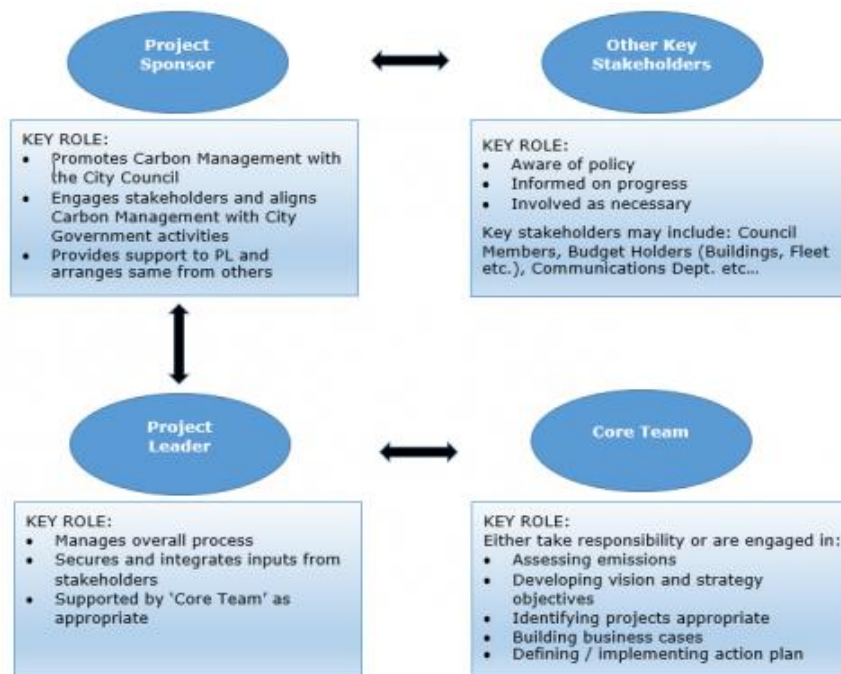 Project
Sponsor
Other Key
Stakeholders
KEY ROLE:
• Promotes Carbon Management with
the City Council
• Engages stakeholders and aligns
Carbon Management with City
Government activities
• Provides support to PL and
arranges same from others
KEY ROLE:
• Aware of policy
• Informed on progress
• Involved as necessary
Key stakeholders may include: Council
Members, Budget Holders (Buildings, Fleet
etc.), Communications Dept. etc...
Project
Leader
Core Team
KEY ROLE:
• Manages overall process
• Secures and integrates inputs from
stakeholders
• Supported by ‘Core Team’ as
appropriate
KEY ROLE:
Either take responsibility or are engaged in:
• Assessing emissions
• Developing vision and strategy
objectives
• Identifying projects appropriate
• Building business cases
• Defining / implementing action plan